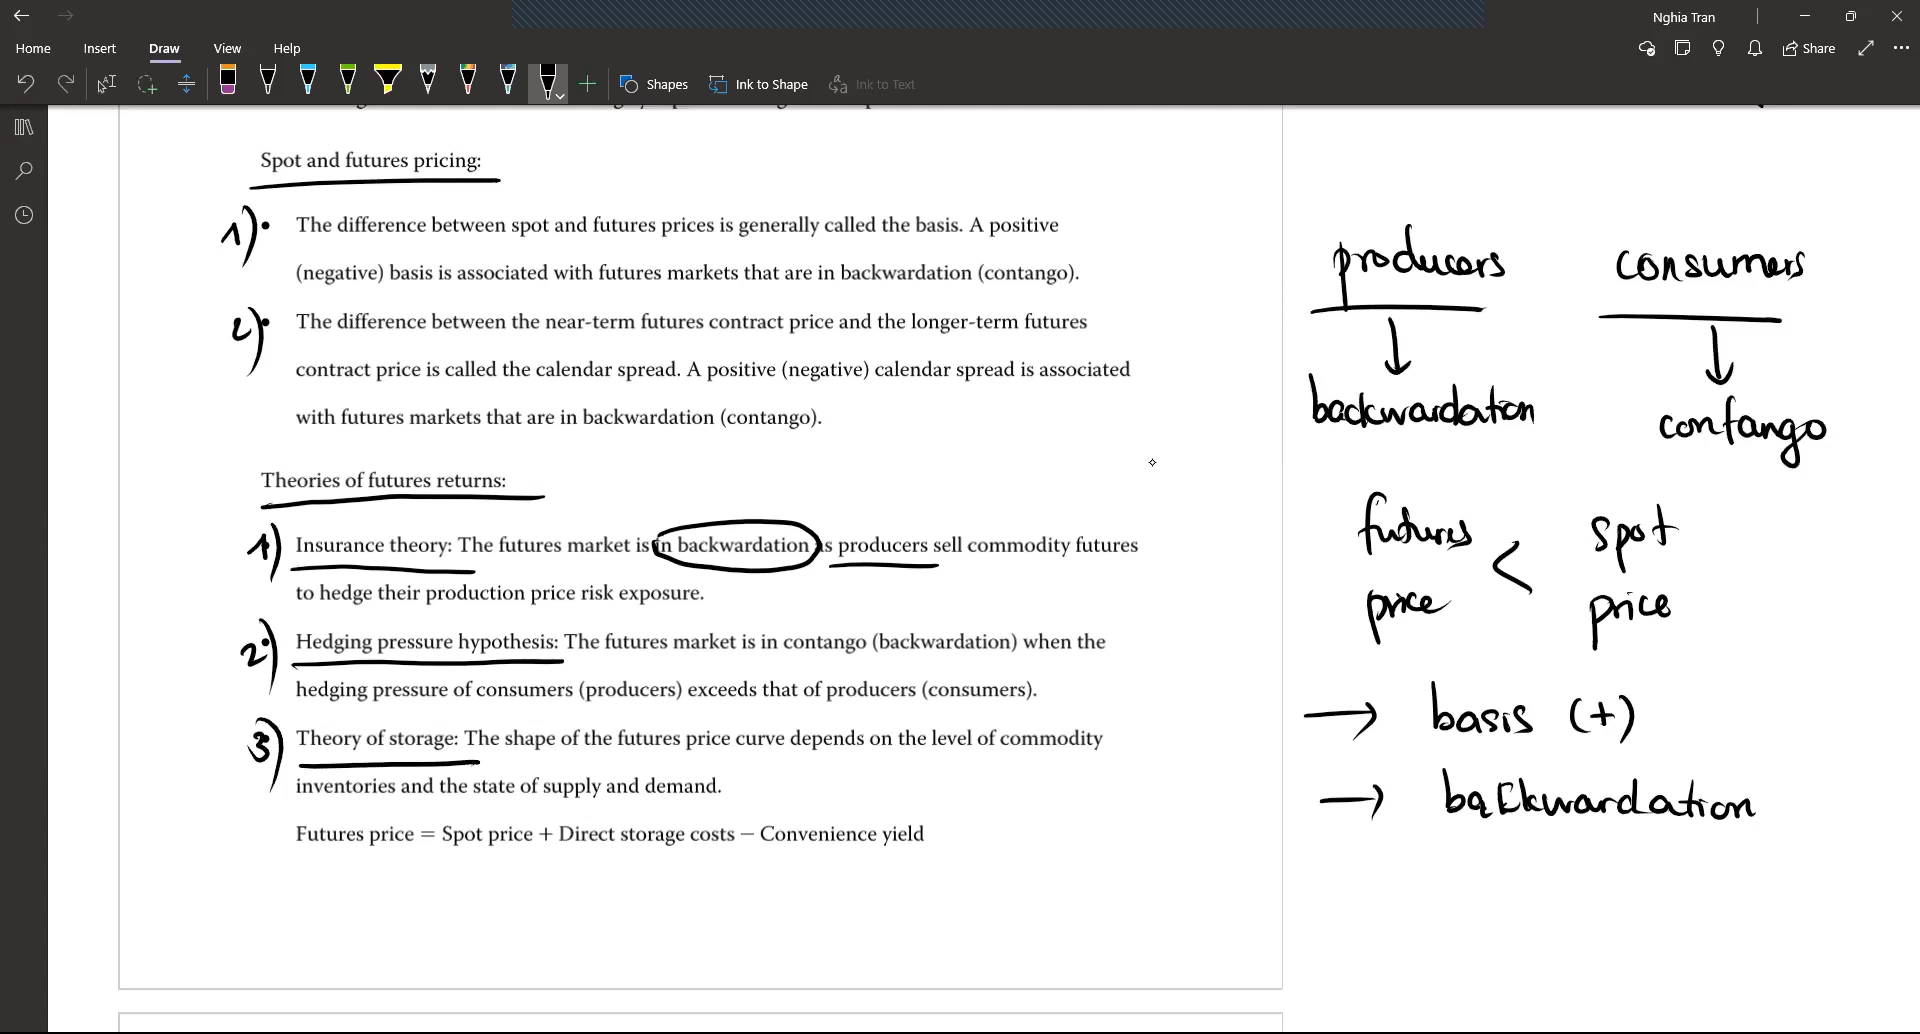 Nghia Tran
Home Insert Draw View Help
Share
Shapes Ink to Shape Ink to Text
Spot and futures pricing:
1) • The difference between spot and futures prices is generally called the basis. A positive
(negative) basis is associated with futures markets that are in backwardation (contango).
2) • The difference between the near-term futures contract price and the longer-term futures
contract price is called the calendar spread. A positive (negative) calendar spread is associated
with futures markets that are in backwardation (contango).
Theories of futures returns:
1) Insurance theory: The futures market is in backwardation as producers sell commodity futures
to hedge their production price risk exposure.
2) Hedging pressure hypothesis: The futures market is in contango (backwardation) when the
hedging pressure of consumers (producers) exceeds that of producers (consumers).
3) Theory of storage: The shape of the futures price curve depends on the level of commodity
inventories and the state of supply and demand.
Futures price = Spot price + Direct storage costs − Convenience yield
producers consumers
↓ ↓
backwardation contango
futures < spot
price price
→ basis (+)
→ backwardation